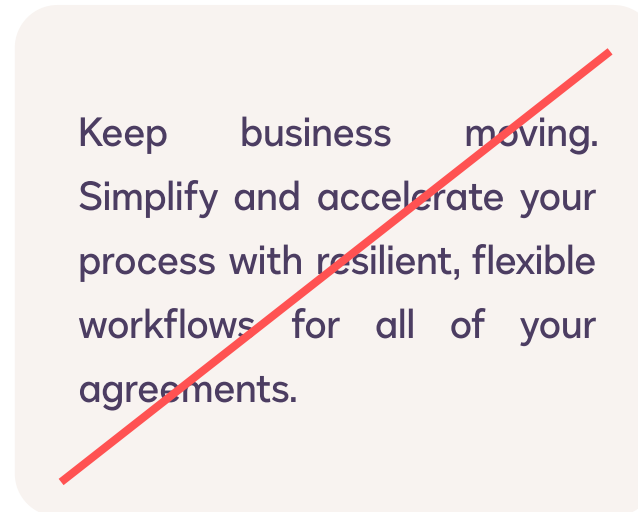 Keep business moving.
Simplify and accelerate your
process with resilient, flexible
workflows for all of your
agreements.